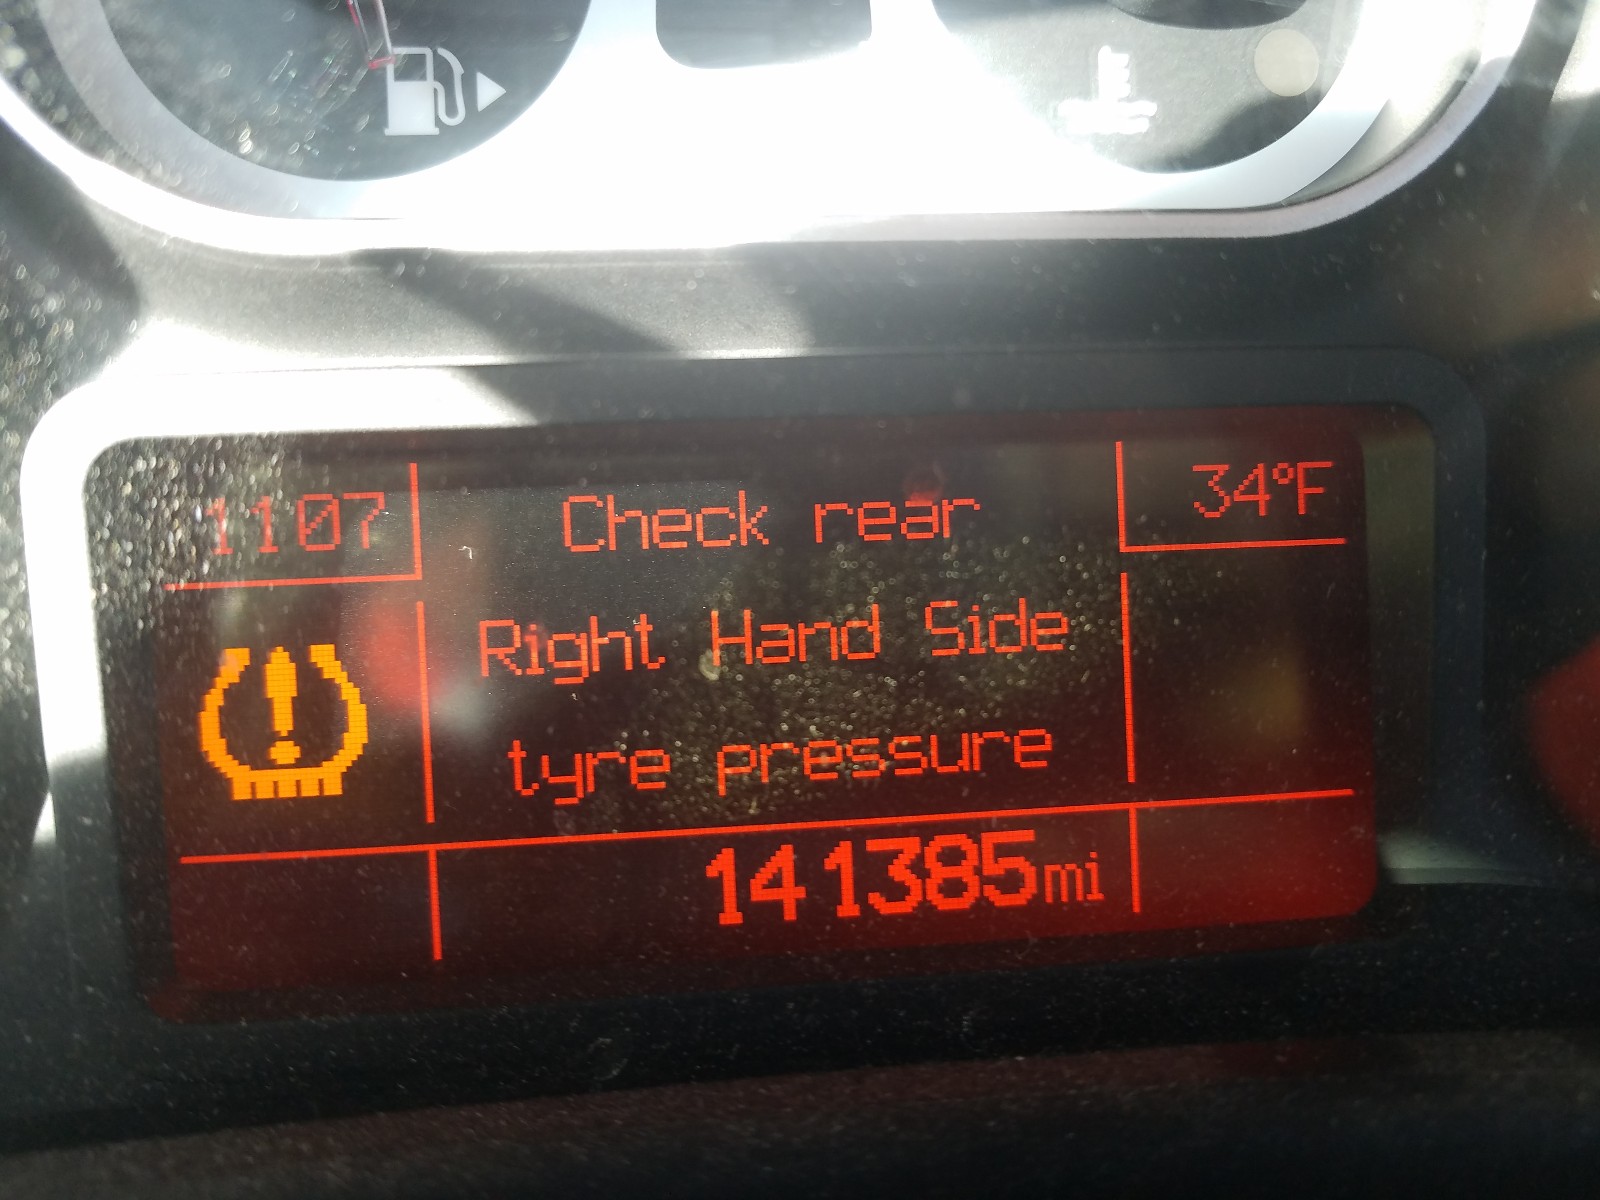 1107
Check rear
34°F
Right Hand Side
tyre pressure
141385mi